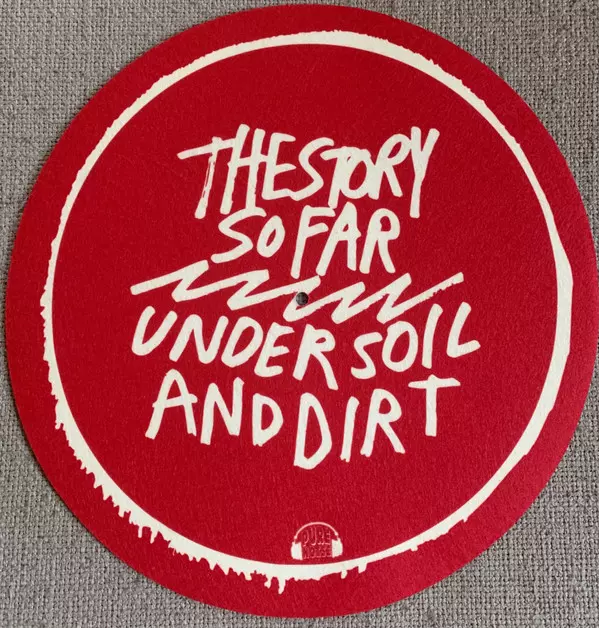 THE STORY
SO FAR
UNDER SOIL
AND DIRT
PURE
NOISE